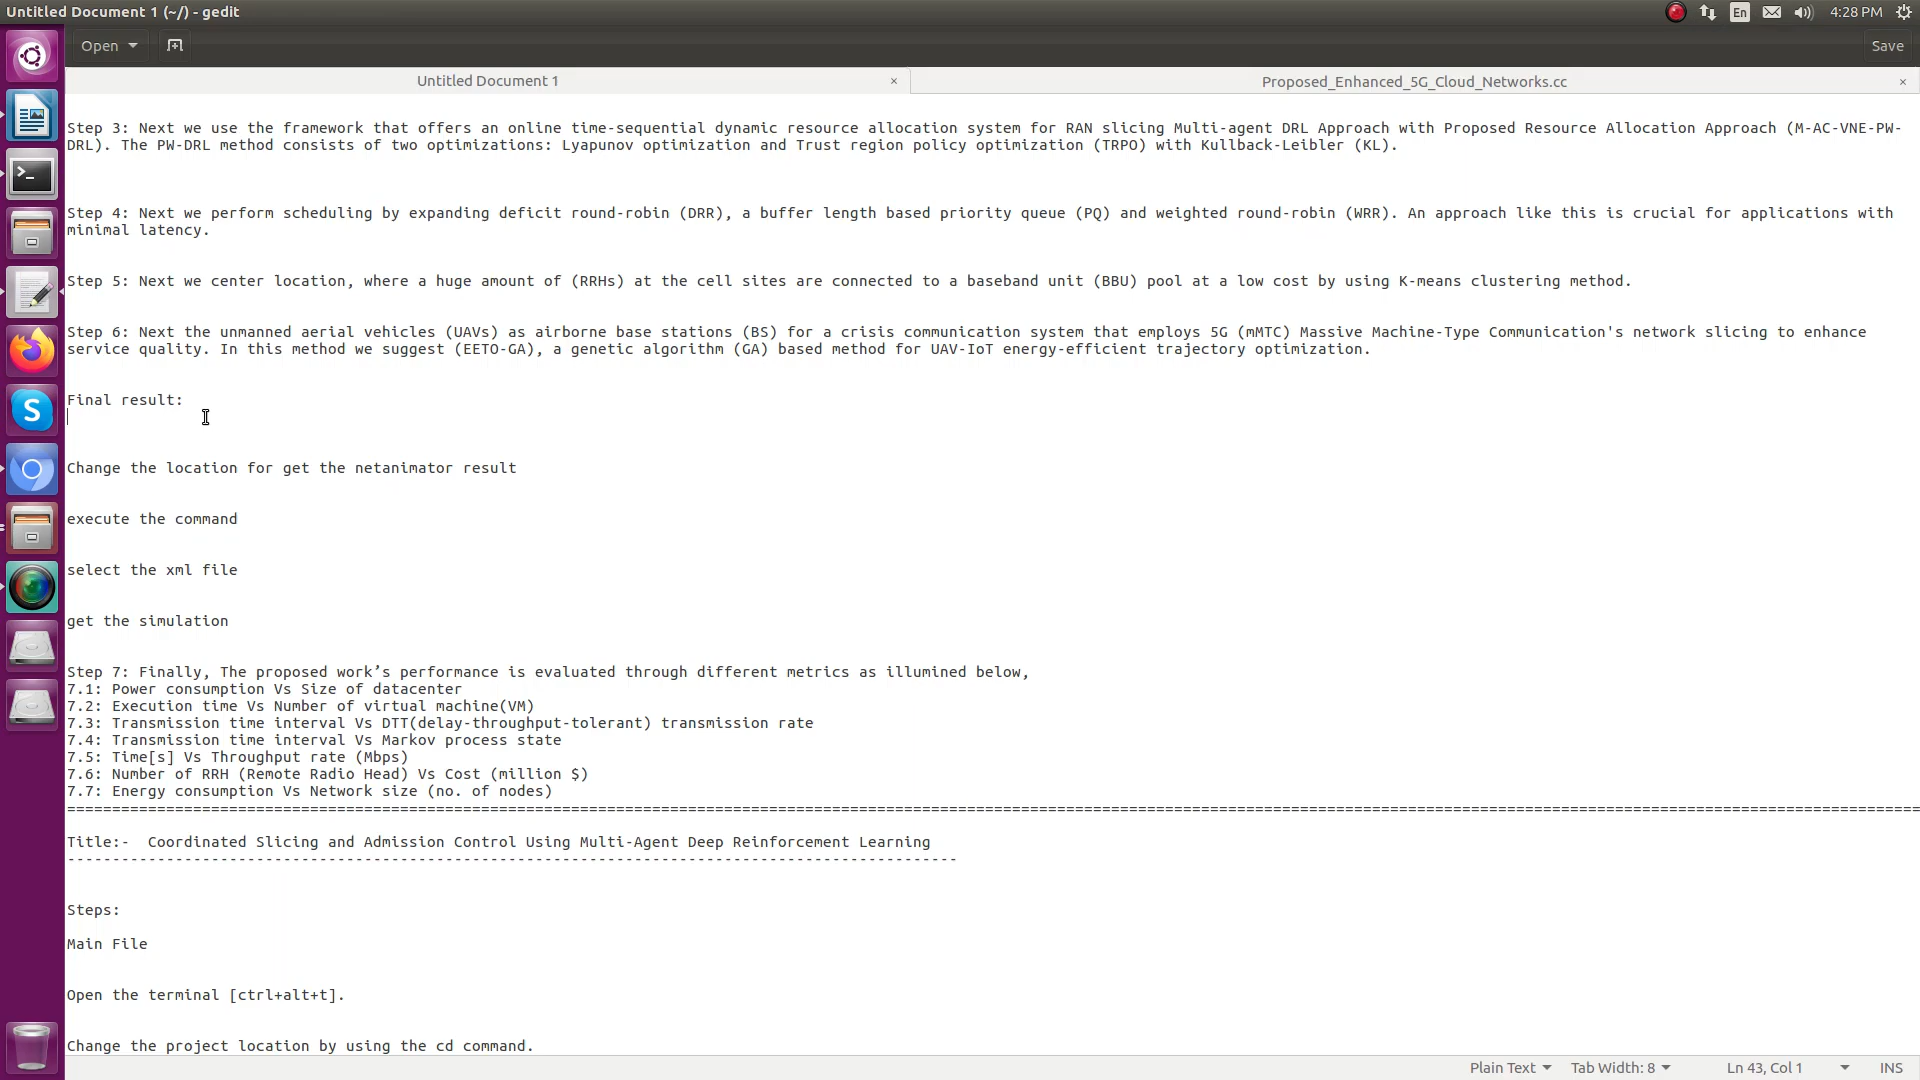 Untitled Document 1 (~/) - gedit
En
4:28 PM
Open
Save
Untitled Document 1 ×
Proposed_Enhanced_5G_Cloud_Networks.cc ×
Step 3: Next we use the framework that offers an online time-sequential dynamic resource allocation system for RAN slicing Multi-agent DRL Approach with Proposed Resource Allocation Approach (M-AC-VNE-PW-
DRL). The PW-DRL method consists of two optimizations: Lyapunov optimization and Trust region policy optimization (TRPO) with Kullback-Leibler (KL).
Step 4: Next we perform scheduling by expanding deficit round-robin (DRR), a buffer length based priority queue (PQ) and weighted round-robin (WRR). An approach like this is crucial for applications with
minimal latency.
Step 5: Next we center location, where a huge amount of (RRHs) at the cell sites are connected to a baseband unit (BBU) pool at a low cost by using K-means clustering method.
Step 6: Next the unmanned aerial vehicles (UAVs) as airborne base stations (BS) for a crisis communication system that employs 5G (mMTC) Massive Machine-Type Communication's network slicing to enhance
service quality. In this method we suggest (EETO-GA), a genetic algorithm (GA) based method for UAV-IoT energy-efficient trajectory optimization.
Final result:
Change the location for get the netanimator result
execute the command
select the xml file
get the simulation
Step 7: Finally, The proposed work’s performance is evaluated through different metrics as illumined below,
7.1: Power consumption Vs Size of datacenter
7.2: Execution time Vs Number of virtual machine(VM)
7.3: Transmission time interval Vs DTT(delay-throughput-tolerant) transmission rate
7.4: Transmission time interval Vs Markov process state
7.5: Time[s] Vs Throughput rate (Mbps)
7.6: Number of RRH (Remote Radio Head) Vs Cost (million $)
7.7: Energy consumption Vs Network size (no. of nodes)
Title:-  Coordinated Slicing and Admission Control Using Multi-Agent Deep Reinforcement Learning
Steps:
Main File
Open the terminal [ctrl+alt+t].
Change the project location by using the cd command.
Plain Text
Tab Width: 8
Ln 43, Col 1
INS